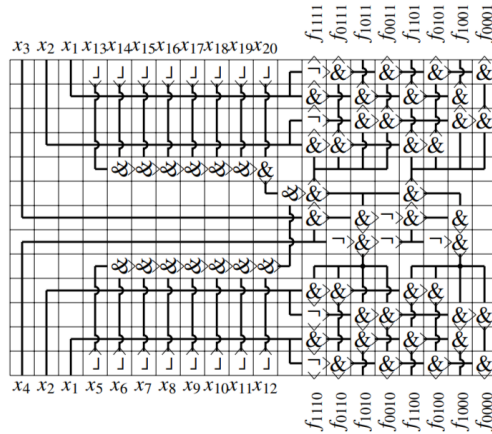 f1111 f0111 f1011 f0011 f1101 f0101 f1001 f0001
x3 x2 x1 x13 x14 x15 x16 x17 x18 x19 x20
¬ ¬ ¬ ¬ ¬ ¬ ¬ ¬ ¬ & & & & & &
& & & &
¬ & & & &
& & & &
& & & & & & &
& & &
& & ¬ &
¬ & ¬ ¬ &
& & & & & & &
& & & &
& & & &
& & & &
¬ ¬ ¬ ¬ ¬ ¬ ¬ ¬ ¬ & & & &
x4 x2 x1 x5 x6 x7 x8 x9 x10 x11 x12
f1110 f0110 f1010 f0010 f1100 f0100 f1000 f0000